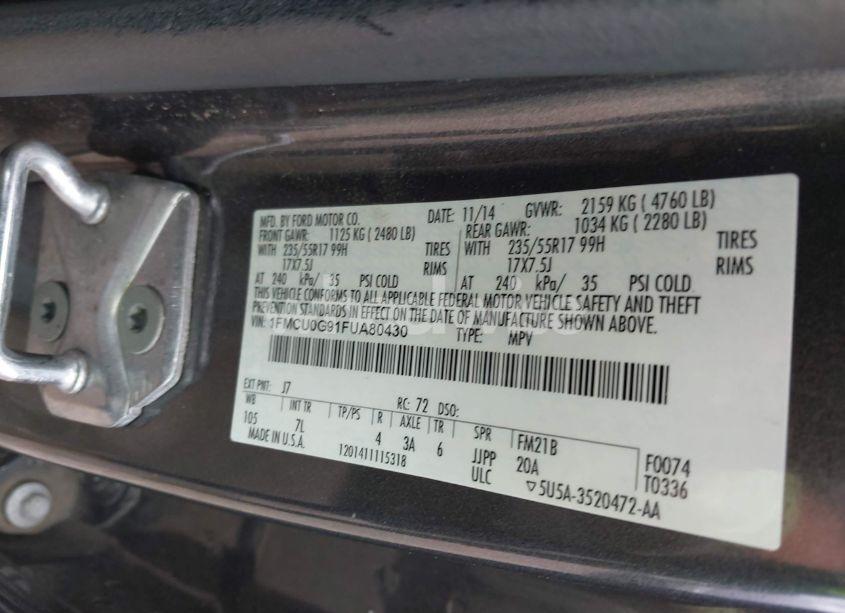 MFD. BY FORD MOTOR CO. DATE: 11/14 GVWR: 2159 KG ( 4760 LB)
FRONT GAWR: 1125 KG ( 2480 LB) REAR GAWR: 1034 KG ( 2280 LB)
WITH 235/55R17 99H TIRES WITH 235/55R17 99H TIRES
17X7.5J RIMS 17X7.5J RIMS
AT 240 kPa/ 35 PSI COLD AT 240 kPa/ 35 PSI COLD
THIS VEHICLE CONFORMS TO ALL APPLICABLE FEDERAL MOTOR VEHICLE SAFETY AND THEFT
PREVENTION STANDARDS IN EFFECT ON THE DATE OF MANUFACTURE SHOWN ABOVE.
VIN: 1FMCU0G91FUA80430 TYPE: MPV
EXT PNT: J7 RC: 72 DSO:
WB INT TR TP/PS R AXLE TR SPR FM21B F0074
105 7L 4 3A 6 JJPP 20A T0336
MADE IN U.S.A. 1201411115318 ULC ▽5U5A-3520472-AA